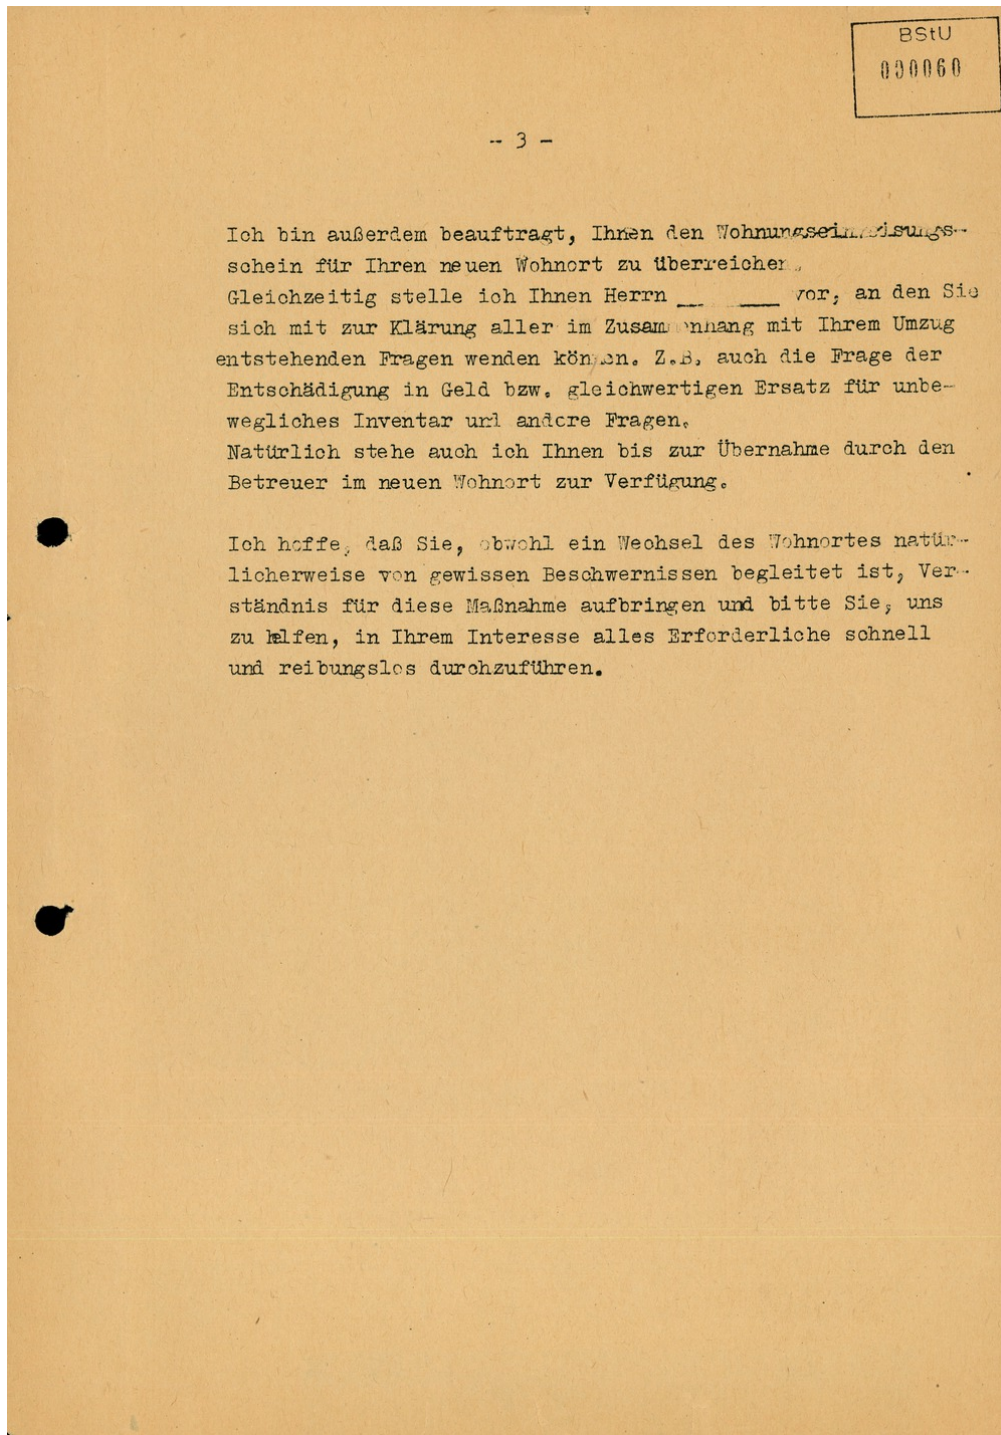 BStU
000060
-- 3 --
Ich bin außerdem beauftragt, Ihnen den Wohnungseinweisungs-
schein für Ihren neuen Wohnort zu überreichen.
Gleichzeitig stelle ich Ihnen Herrn __ ___ vor, an den Sie
sich mit zur Klärung aller im Zusammenhang mit Ihrem Umzug
entstehenden Fragen wenden können. Z.B. auch die Frage der
Entschädigung in Geld bzw. gleichwertigen Ersatz für unbe-
wegliches Inventar und andere Fragen.
Natürlich stehe auch ich Ihnen bis zur Übernahme durch den
Betreuer im neuen Wohnort zur Verfügung.
Ich hoffe, daß Sie, obwohl ein Wechsel des Wohnortes natür-
licherweise von gewissen Beschwernissen begleitet ist, Ver-
ständnis für diese Maßnahme aufbringen und bitte Sie, uns
zu helfen, in Ihrem Interesse alles Erforderliche schnell
und reibungslos durchzuführen.